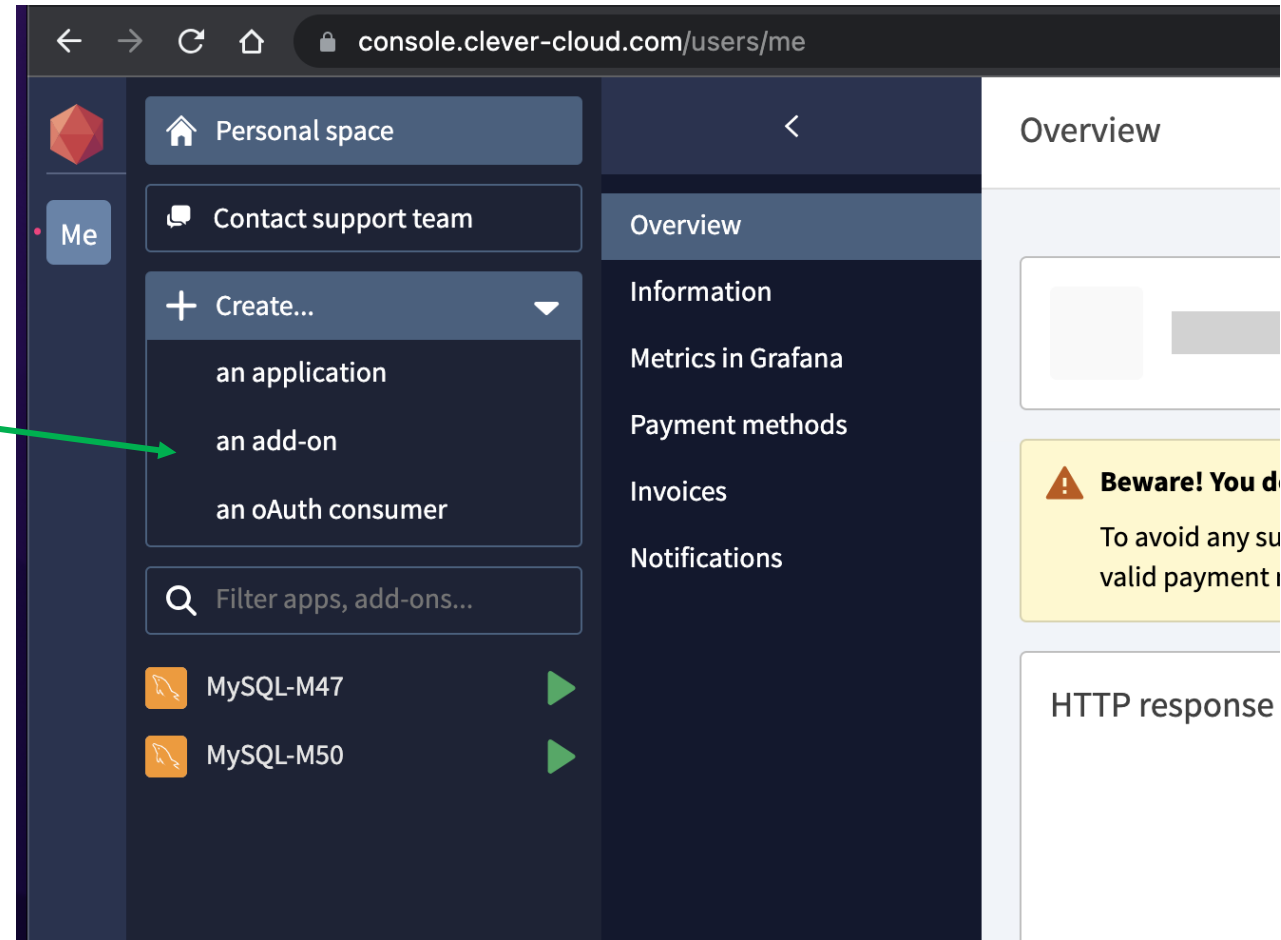 console.clever-cloud.com/users/me
Personal space
Contact support team
Me
Create...
an application
an add-on
an oAuth consumer
Filter apps, add-ons...
MySQL-M47
MySQL-M50
Overview
Information
Metrics in Grafana
Payment methods
Invoices
Notifications
Overview
Beware! You
To avoid any
valid payment
HTTP response